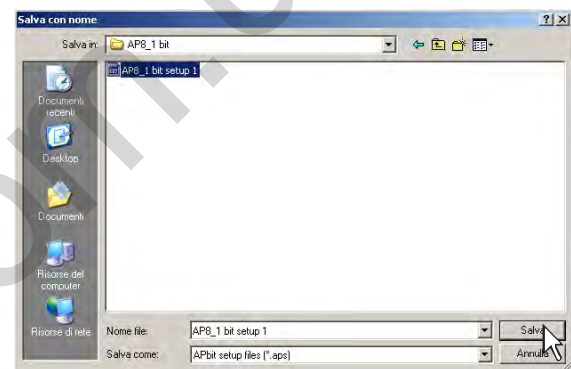 Salva con nome
Salva in:
AP8_1 bit
AP8_1 bit setup 1
Documenti
recenti
Desktop
Documenti
Risorse del
computer
Risorse di rete
Nome file:
AP8_1 bit setup 1
Salva
Salva come:
APbit setup files (*.aps)
Annulla